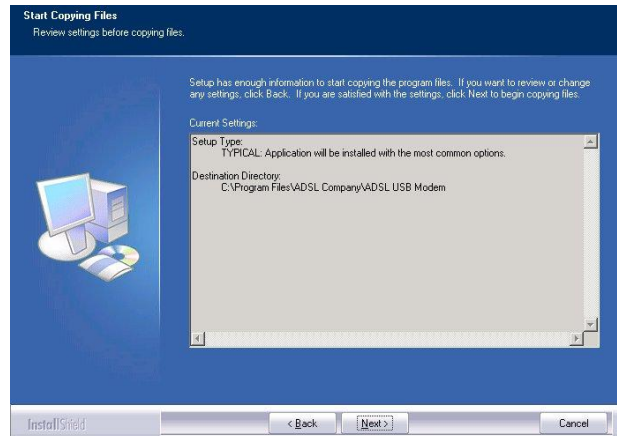 Start Copying Files
Review settings before copying files.
Setup has enough information to start copying the program files. If you want to review or change
any settings, click Back. If you are satisfied with the settings, click Next to begin copying files.
Current Settings:
Setup Type:
TYPICAL: Application will be installed with the most common options.
Destination Directory:
C:\Program Files\ADSL Company\ADSL USB Modem
InstallShield
< Back
Next >
Cancel